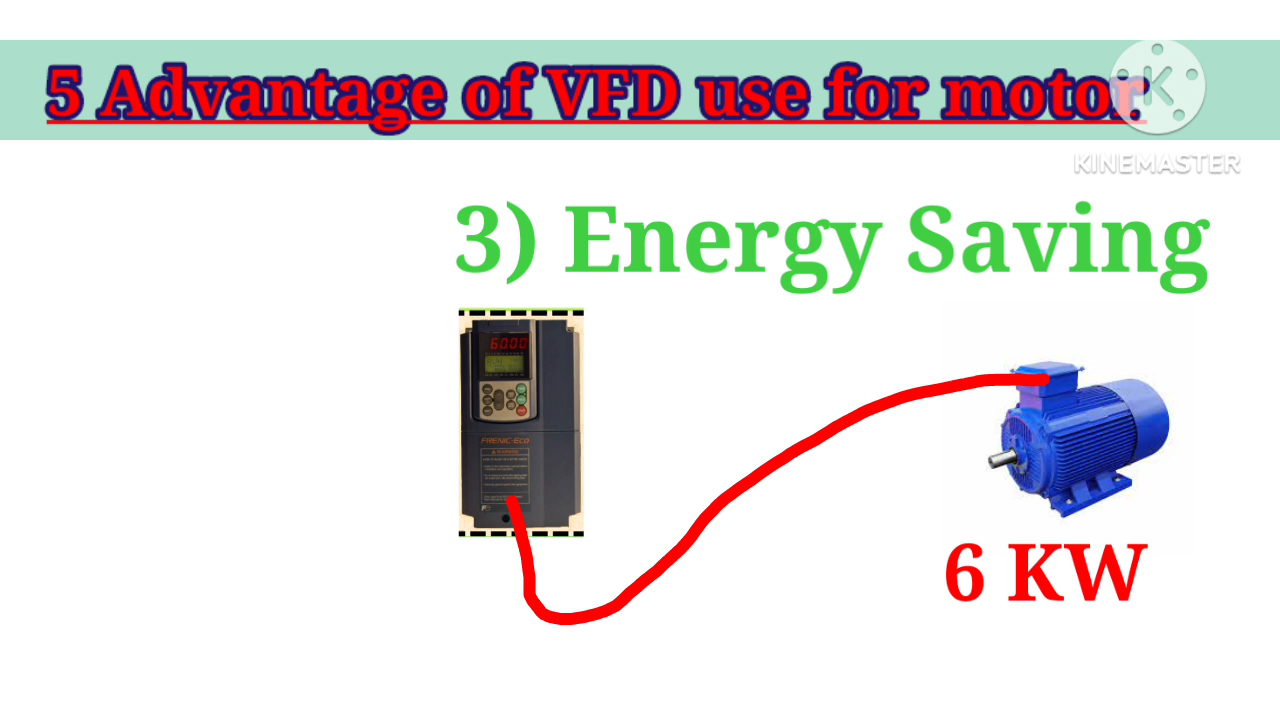 5 Advantage of VFD use for motor
KINEMASTER
3) Energy Saving
60.00
FRENIC-Eco
6 KW